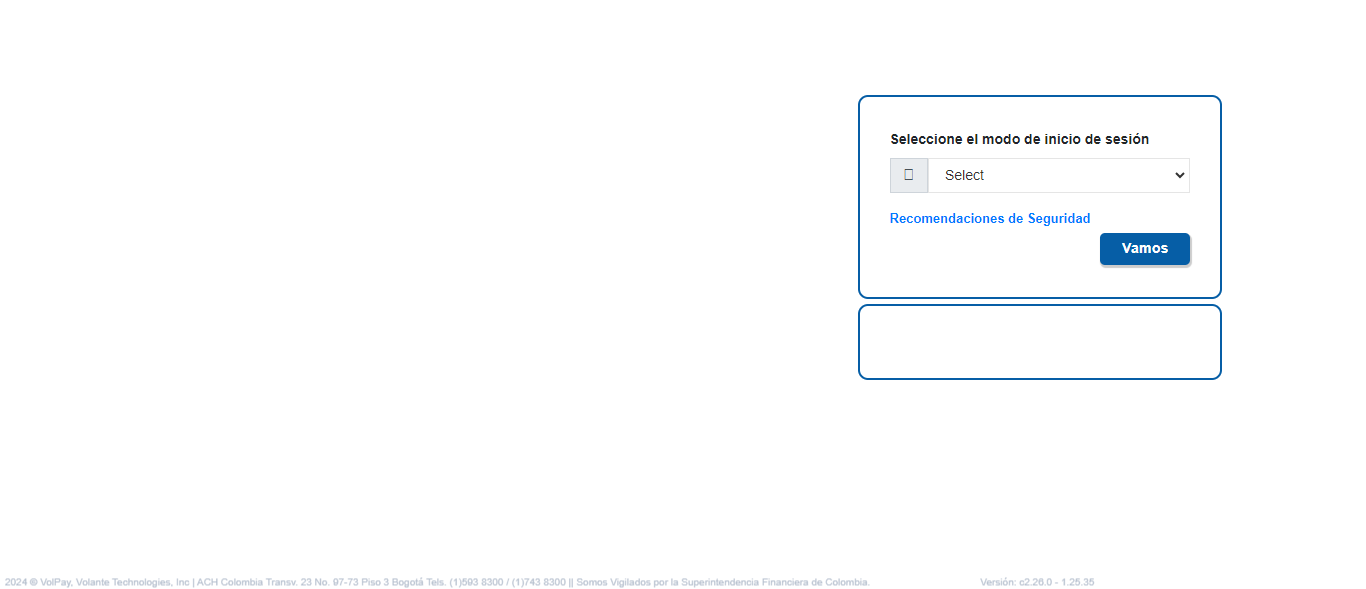 Seleccione el modo de inicio de sesión
Select
Recomendaciones de Seguridad
Vamos
2024 © VolPay, Volante Technologies, Inc | ACH Colombia Transv. 23 No. 97-73 Piso 3 Bogotá Tels. (1)593 8300 / (1)743 8300 || Somos Vigilados por la Superintendencia Financiera de Colombia. Versión: c2.26.0 - 1.25.35